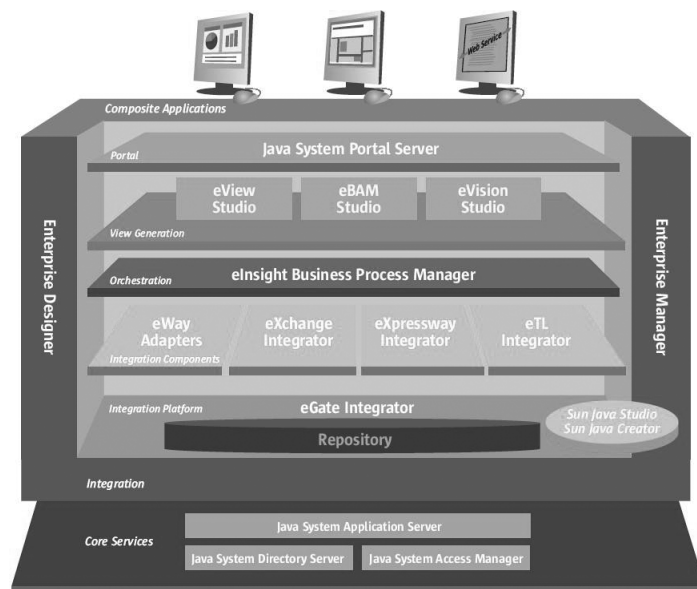 Web Service
Composite Applications
Portal
Java System Portal Server
eView
Studio
eBAM
Studio
eVision
Studio
View Generation
Enterprise Designer
Enterprise Manager
Orchestration
eInsight Business Process Manager
eWay
Adapters
eXchange
Integrator
eXpressway
Integrator
eTL
Integrator
Integration Components
Integration Platform
eGate Integrator
Repository
Sun Java Studio
Sun Java Creator
Integration
Core Services
Java System Application Server
Java System Directory Server
Java System Access Manager